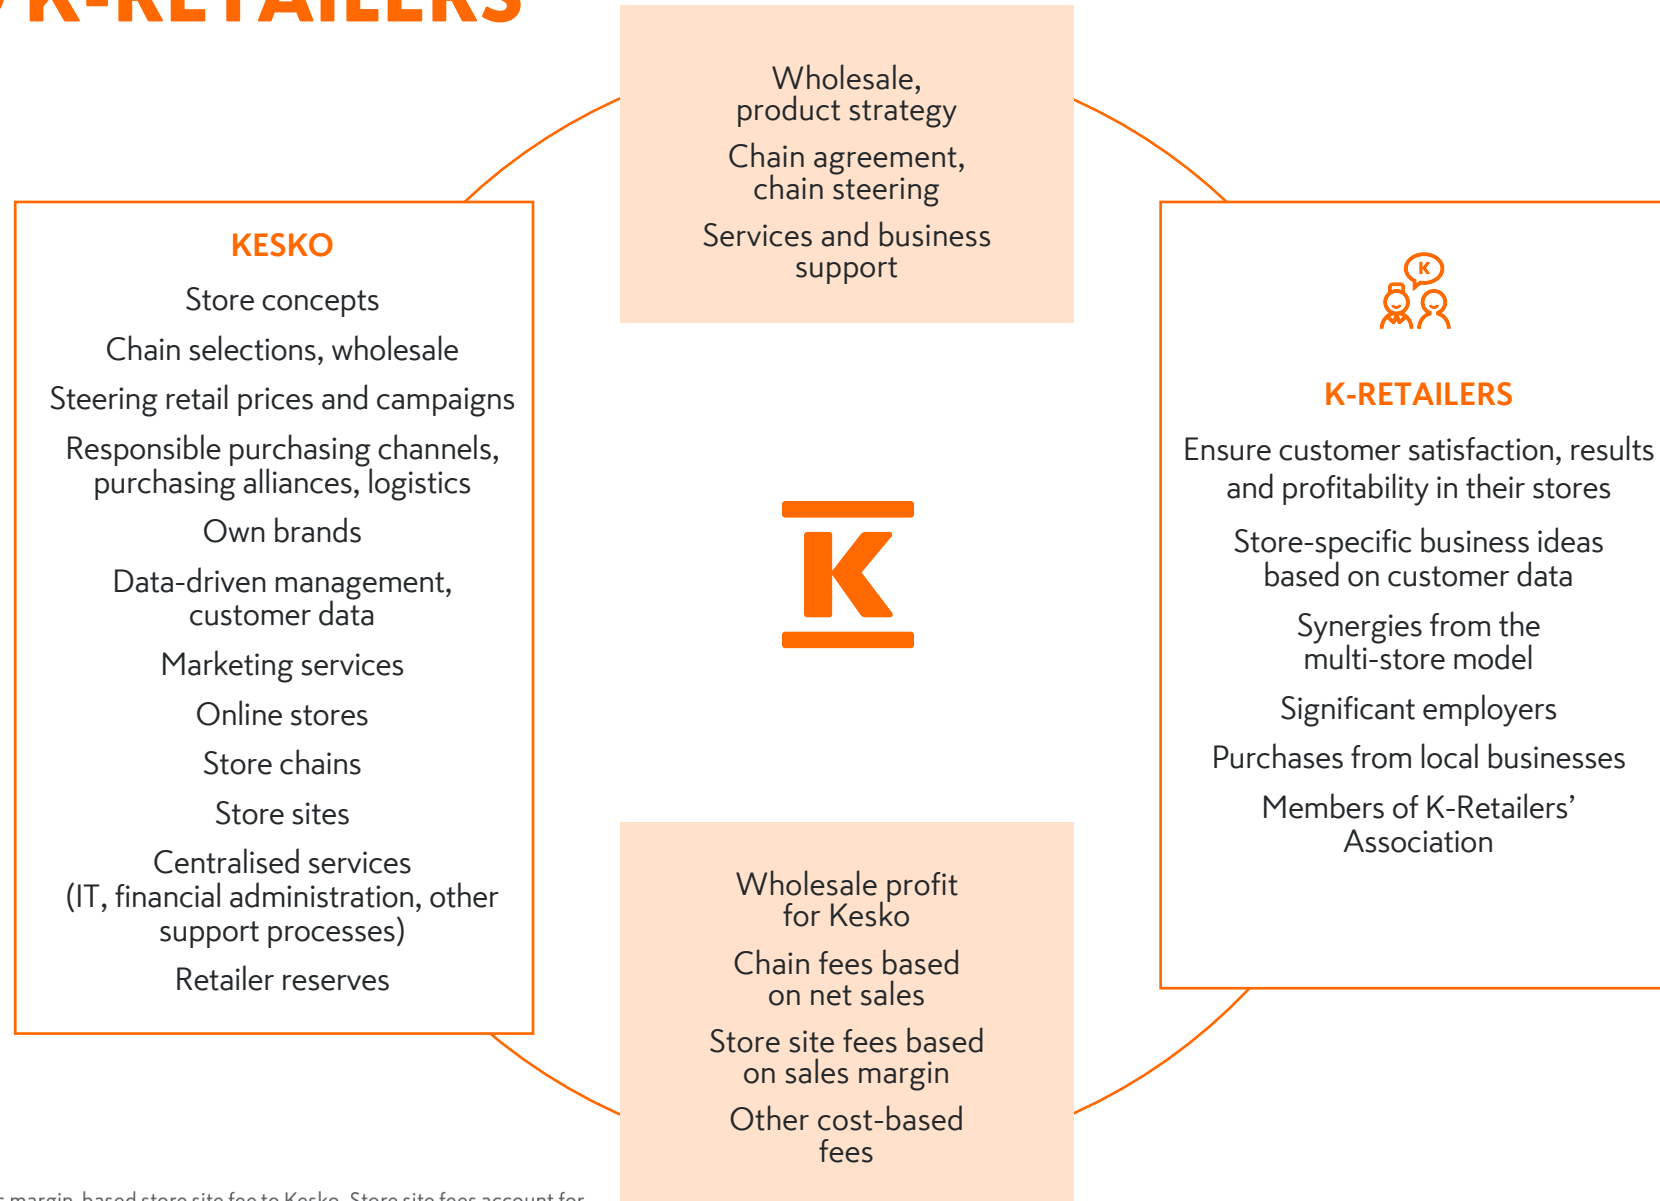 K-RETAILERS
Wholesale,
product strategy
Chain agreement,
chain steering
Services and business
support
KESKO
Store concepts
Chain selections, wholesale
Steering retail prices and campaigns
Responsible purchasing channels,
purchasing alliances, logistics
Own brands
Data-driven management,
customer data
Marketing services
Online stores
Store chains
Store sites
Centralised services
(IT, financial administration, other
support processes)
Retailer reserves
K
K
K-RETAILERS
Ensure customer satisfaction, results
and profitability in their stores
Store-specific business ideas
based on customer data
Synergies from the
multi-store model
Significant employers
Purchases from local businesses
Members of K-Retailers’
Association
Wholesale profit
for Kesko
Chain fees based
on net sales
Store site fees based
on sales margin
Other cost-based
fees
margin-based store site fee to Kesko. Store site fees account for